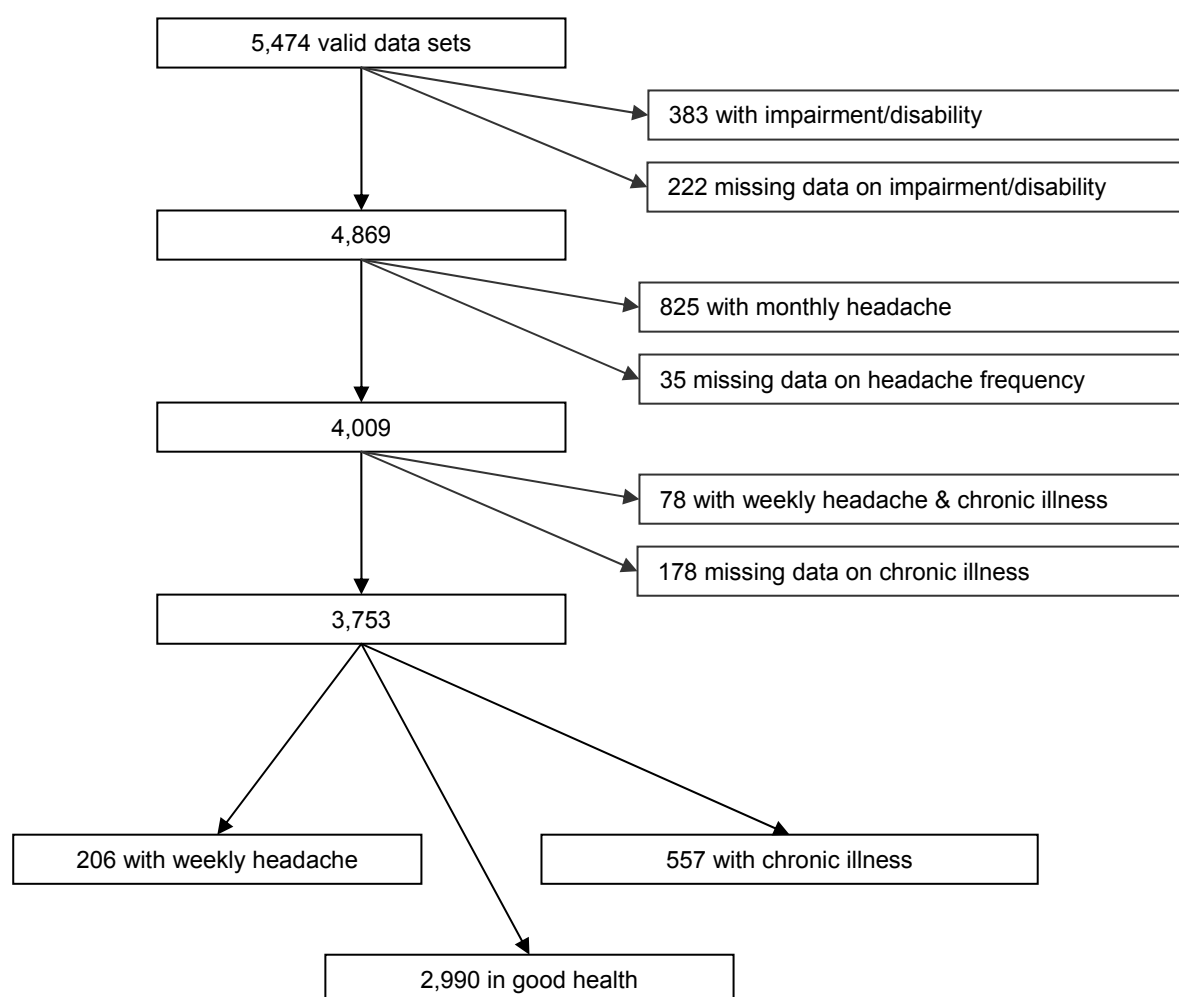 5,474 valid data sets
383 with impairment/disability
222 missing data on impairment/disability
4,869
825 with monthly headache
35 missing data on headache frequency
4,009
78 with weekly headache & chronic illness
178 missing data on chronic illness
3,753
206 with weekly headache
557 with chronic illness
2,990 in good health